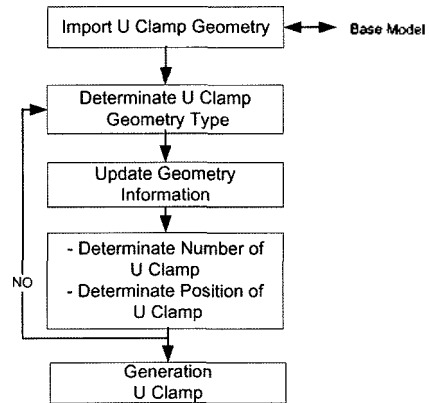 Import U Clamp Geometry
Base Model
Determinate U Clamp
Geometry Type
Update Geometry
Information
- Determinate Number of
U Clamp
- Determinate Position of
U Clamp
NO
Generation
U Clamp